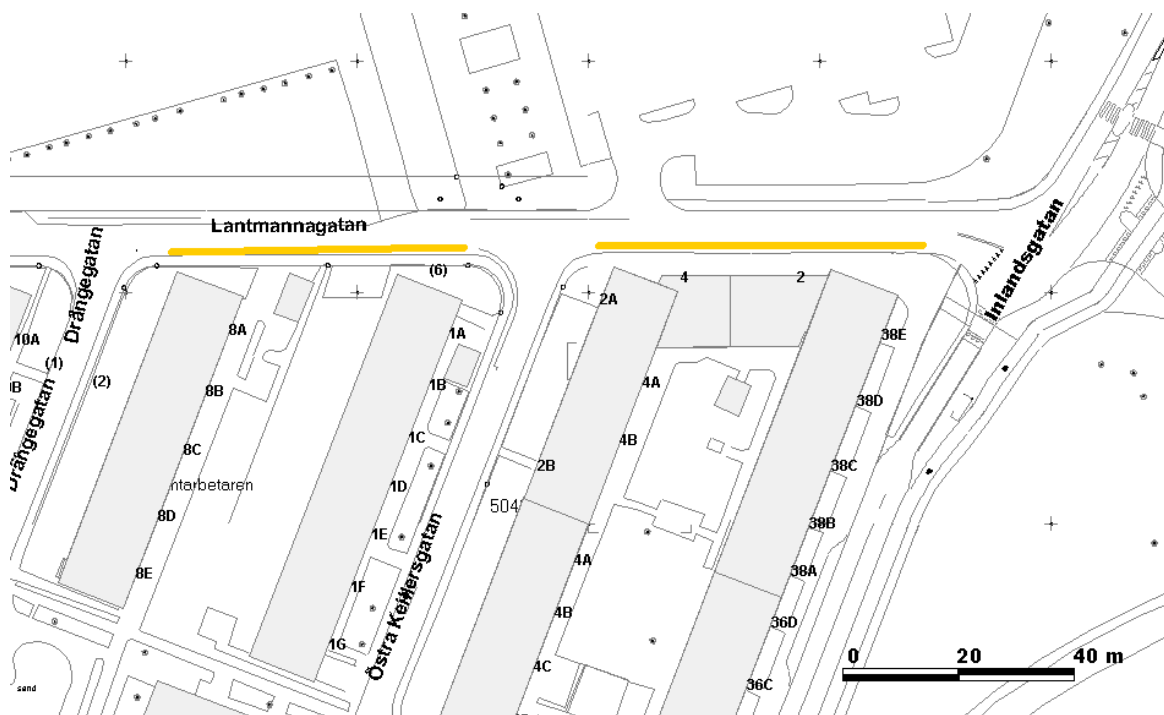 Lantmannagatan
Drängegatan
Drängegatan
Östra Keillersgatan
Inlandsgatan
(6)
(1)
(2)
10A
8A
8B
8C
8D
8E
ntarbetaren
1A
1B
1C
1D
1E
1F
1G
504
2A
4
2
2B
4A
4B
4A
4B
4C
38E
38D
38C
38B
38A
36D
36C
sand
0 20 40 m